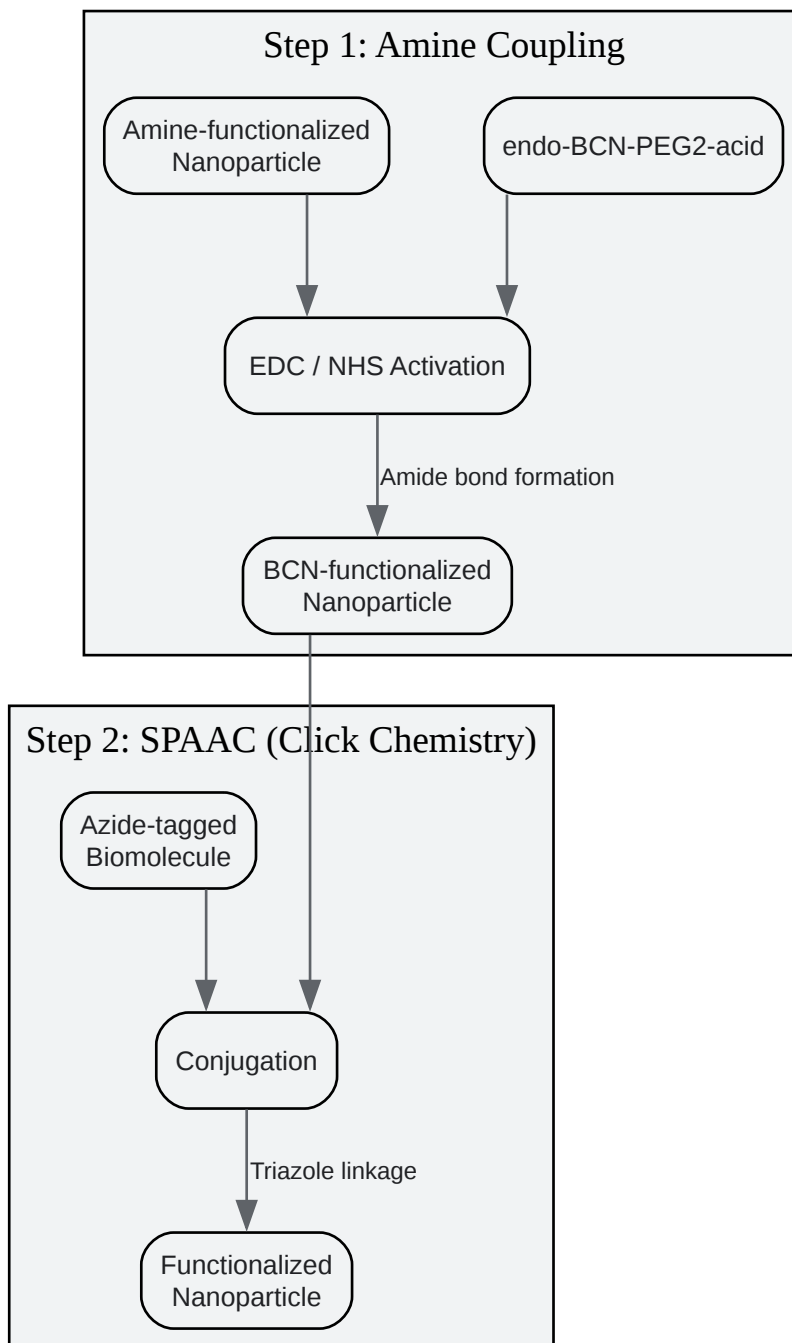 Step 1: Amine Coupling
Amine-functionalized
Nanoparticle
endo-BCN-PEG2-acid
EDC / NHS Activation
Amide bond formation
BCN-functionalized
Nanoparticle
Step 2: SPAAC (Click Chemistry)
Azide-tagged
Biomolecule
Conjugation
Triazole linkage
Functionalized
Nanoparticle